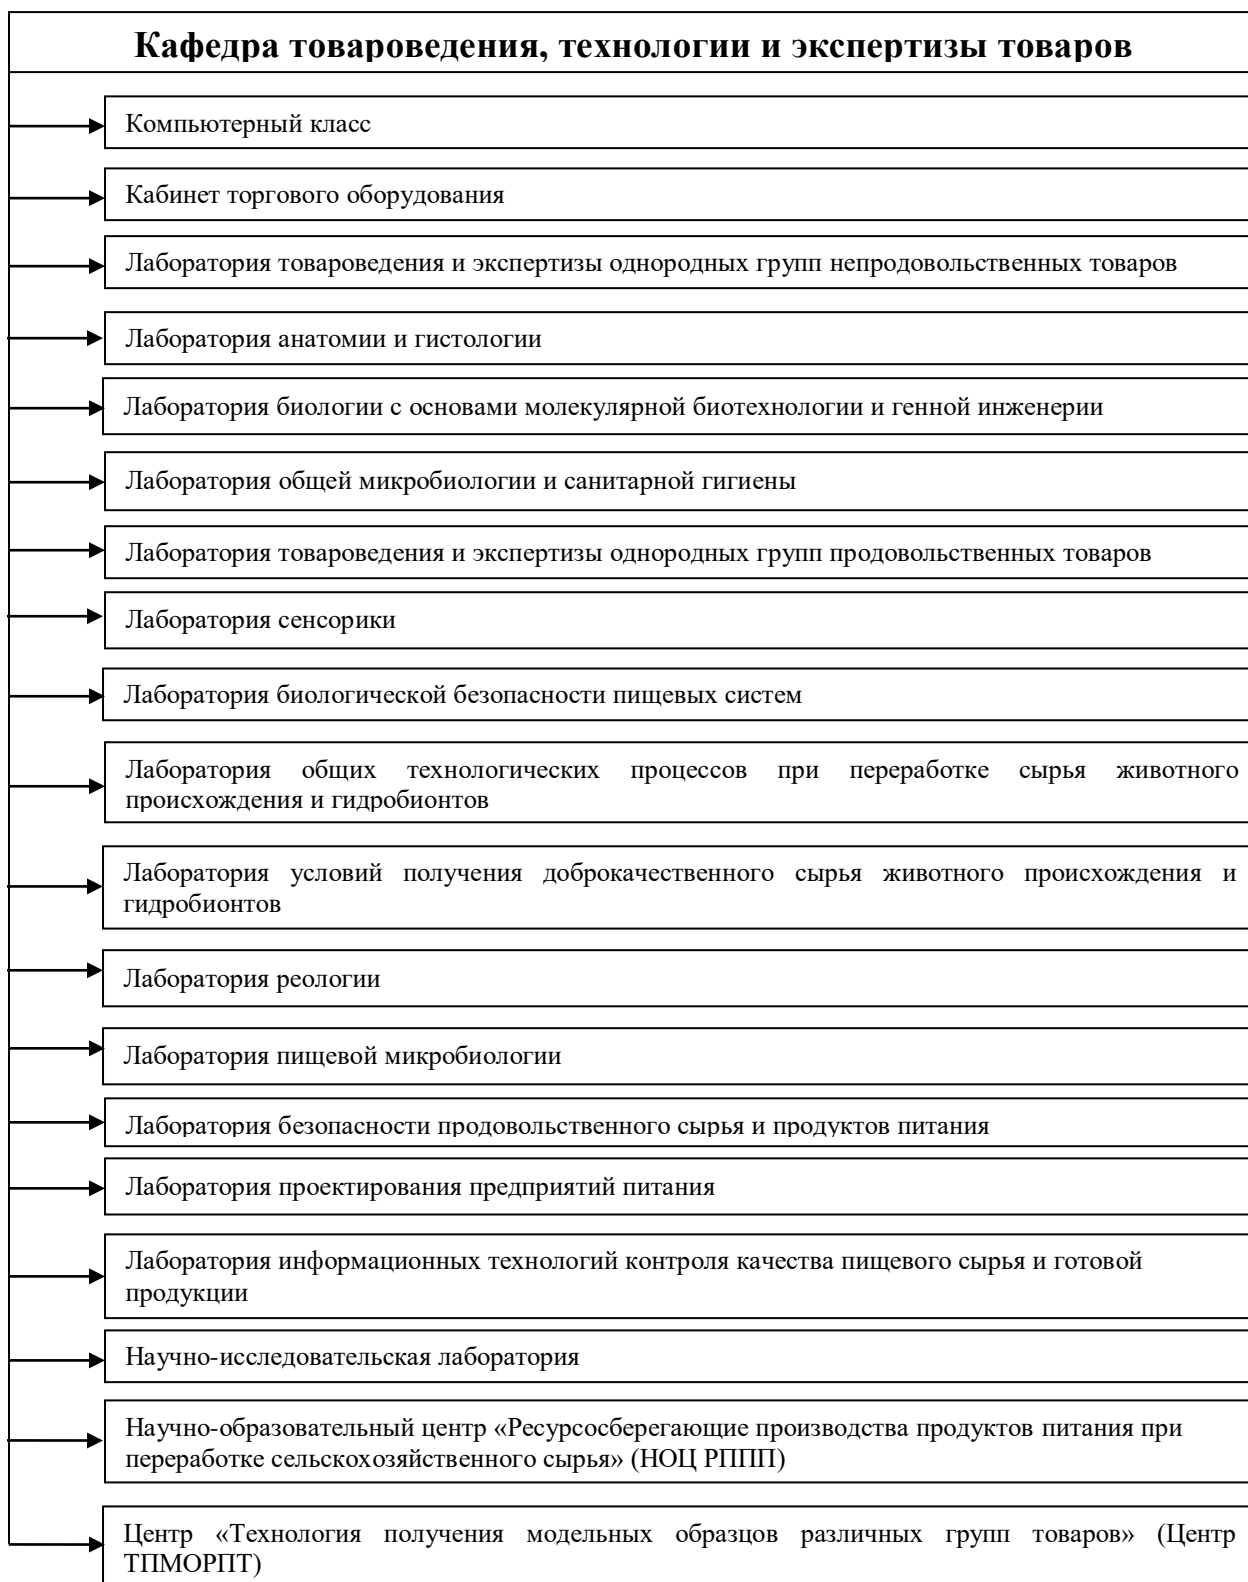 Кафедра товароведения, технологии и экспертизы товаров
Компьютерный класс
Кабинет торгового оборудования
Лаборатория товароведения и экспертизы однородных групп непродовольственных товаров
Лаборатория анатомии и гистологии
Лаборатория биологии с основами молекулярной биотехнологии и генной инженерии
Лаборатория общей микробиологии и санитарной гигиены
Лаборатория товароведения и экспертизы однородных групп продовольственных товаров
Лаборатория сенсорики
Лаборатория биологической безопасности пищевых систем
Лаборатория общих технологических процессов при переработке сырья животного
происхождения и гидробионтов
Лаборатория условий получения доброкачественного сырья животного происхождения и
гидробионтов
Лаборатория реологии
Лаборатория пищевой микробиологии
Лаборатория безопасности продовольственного сырья и продуктов питания
Лаборатория проектирования предприятий питания
Лаборатория информационных технологий контроля качества пищевого сырья и готовой
продукции
Научно-исследовательская лаборатория
Научно-образовательный центр «Ресурсосберегающие производства продуктов питания при
переработке сельскохозяйственного сырья» (НОЦ РППП)
Центр «Технология получения модельных образцов различных групп товаров» (Центр
ТПМОРПТ)